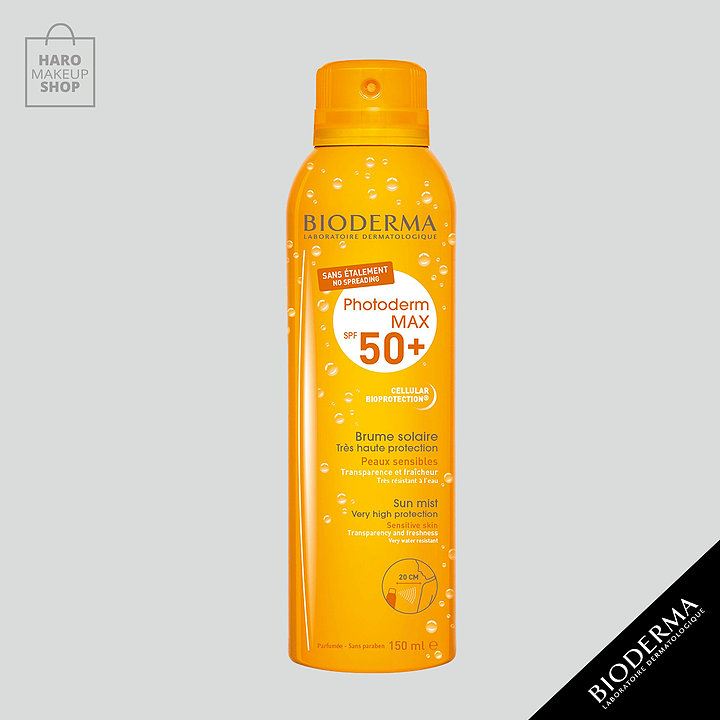 HARO
MAKEUP
SHOP
BIODERMA
LABORATOIRE DERMATOLOGIQUE
SANS ÉTALEMENT
NO SPREADING
Photoderm
MAX
SPF 50+
CELLULAR
BIOPROTECTION®
Brume solaire
Très haute protection
Peaux sensibles
Transparence et fraîcheur
Très résistant à l'eau
Sun mist
Very high protection
Sensitive skin
Transparency and freshness
Very water resistant
20 CM
Parfumée - Sans paraben 150 ml ℮
BIODERMA
LABORATOIRE DERMATOLOGIQUE